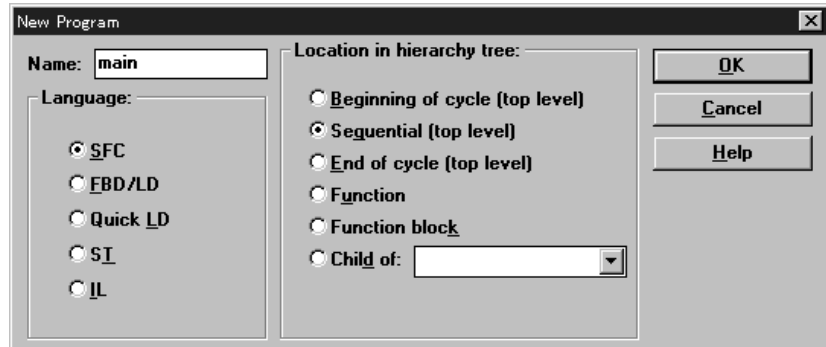 New Program
Name: main
Language:
SFC
FBD/LD
Quick LD
ST
IL
Location in hierarchy tree:
Beginning of cycle (top level)
Sequential (top level)
End of cycle (top level)
Function
Function block
Child of:
OK
Cancel
Help